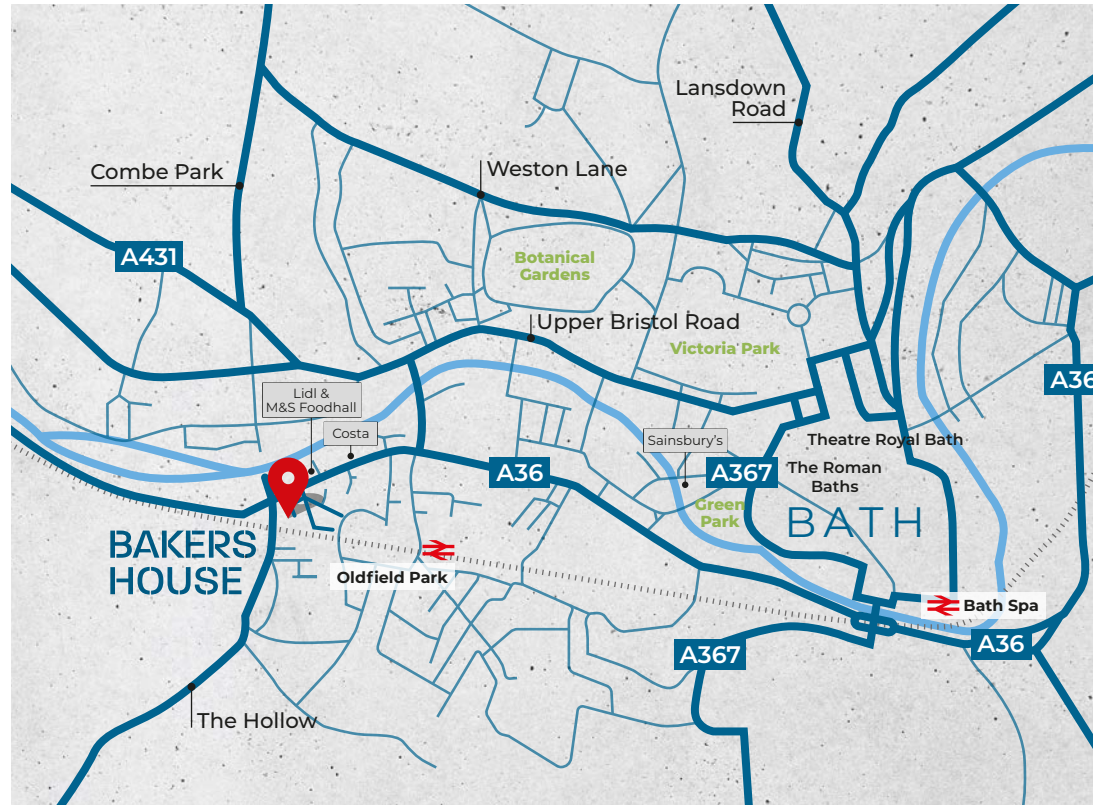 Lansdown
Road
Combe Park
Weston Lane
A431
Botanical
Gardens
Upper Bristol Road
Victoria Park
A36
Lidl &
M&S Foodhall
Costa
Sainsbury's
Theatre Royal Bath
A36
A367
The Roman
Baths
Green
Park
BATH
BAKERS
HOUSE
Oldfield Park
Bath Spa
A36
A367
The Hollow